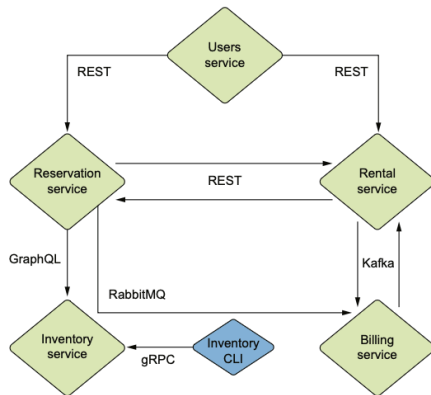 Users
service
REST
REST
Reservation
service
REST
Rental
service
GraphQL
RabbitMQ
Kafka
Inventory
service
gRPC
Inventory
CLI
Billing
service